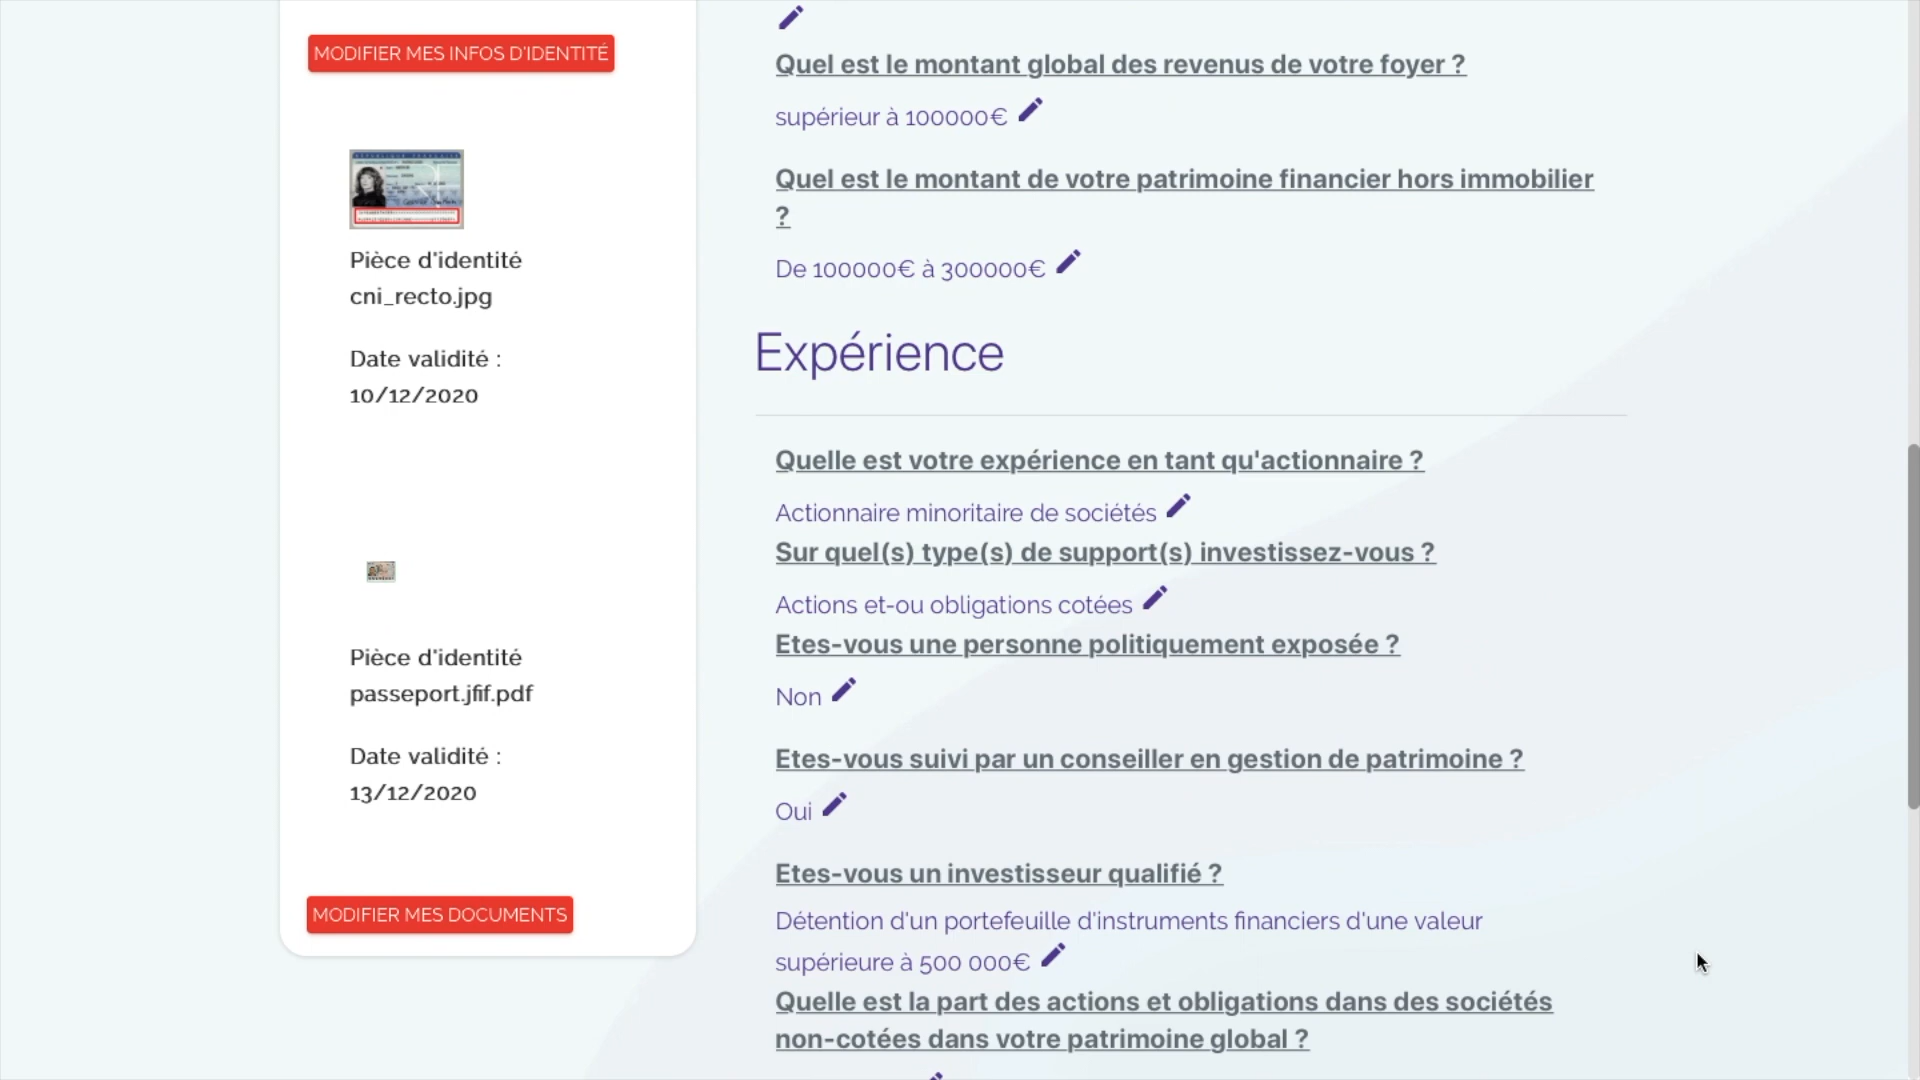 MODIFIER MES INFOS D'IDENTITÉ
Pièce d'identité
cni_recto.jpg
Date validité :
10/12/2020
Pièce d'identité
passeport.jfif.pdf
Date validité :
13/12/2020
MODIFIER MES DOCUMENTS
Quel est le montant global des revenus de votre foyer ?
supérieur à 100000€
Quel est le montant de votre patrimoine financier hors immobilier
?
De 100000€ à 300000€
Expérience
Quelle est votre expérience en tant qu'actionnaire ?
Actionnaire minoritaire de sociétés
Sur quel(s) type(s) de support(s) investissez-vous ?
Actions et-ou obligations cotées
Etes-vous une personne politiquement exposée ?
Non
Etes-vous suivi par un conseiller en gestion de patrimoine ?
Oui
Etes-vous un investisseur qualifié ?
Détention d'un portefeuille d'instruments financiers d'une valeur
supérieure à 500 000€
Quelle est la part des actions et obligations dans des sociétés
non-cotées dans votre patrimoine global ?